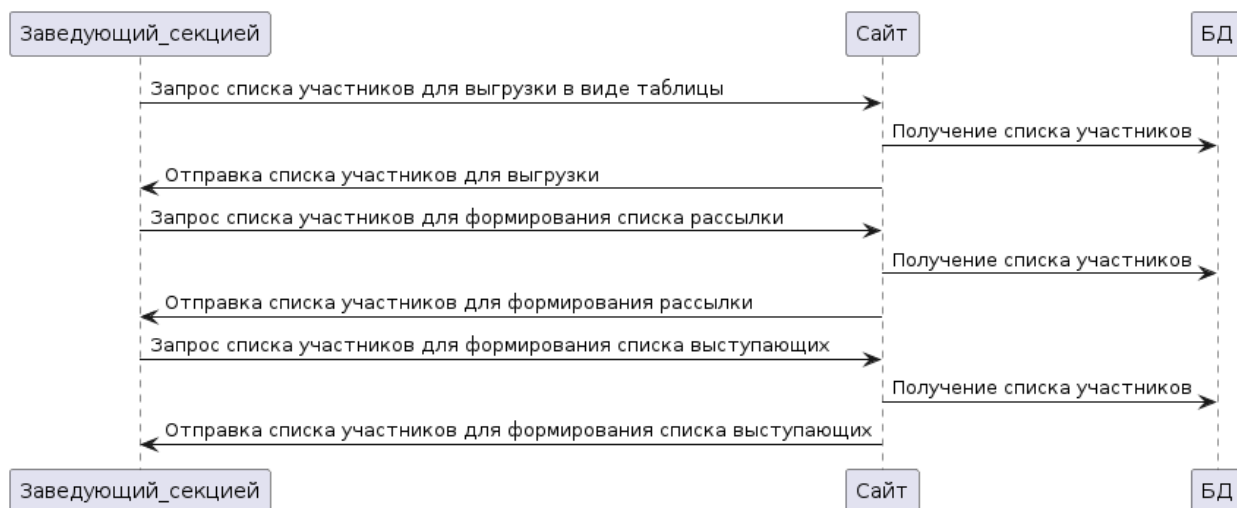 Заведующий_секцией
Сайт
БД
Запрос списка участников для выгрузки в виде таблицы
Получение списка участников
Отправка списка участников для выгрузки
Запрос списка участников для формирования списка рассылки
Получение списка участников
Отправка списка участников для формирования рассылки
Запрос списка участников для формирования списка выступающих
Получение списка участников
Отправка списка участников для формирования списка выступающих
Заведующий_секцией
Сайт
БД